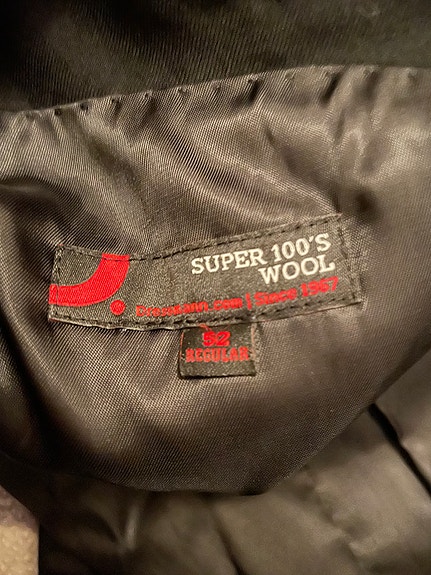 SUPER 100'S
WOOL
Dressmann.com | Since 1967
52
REGULAR